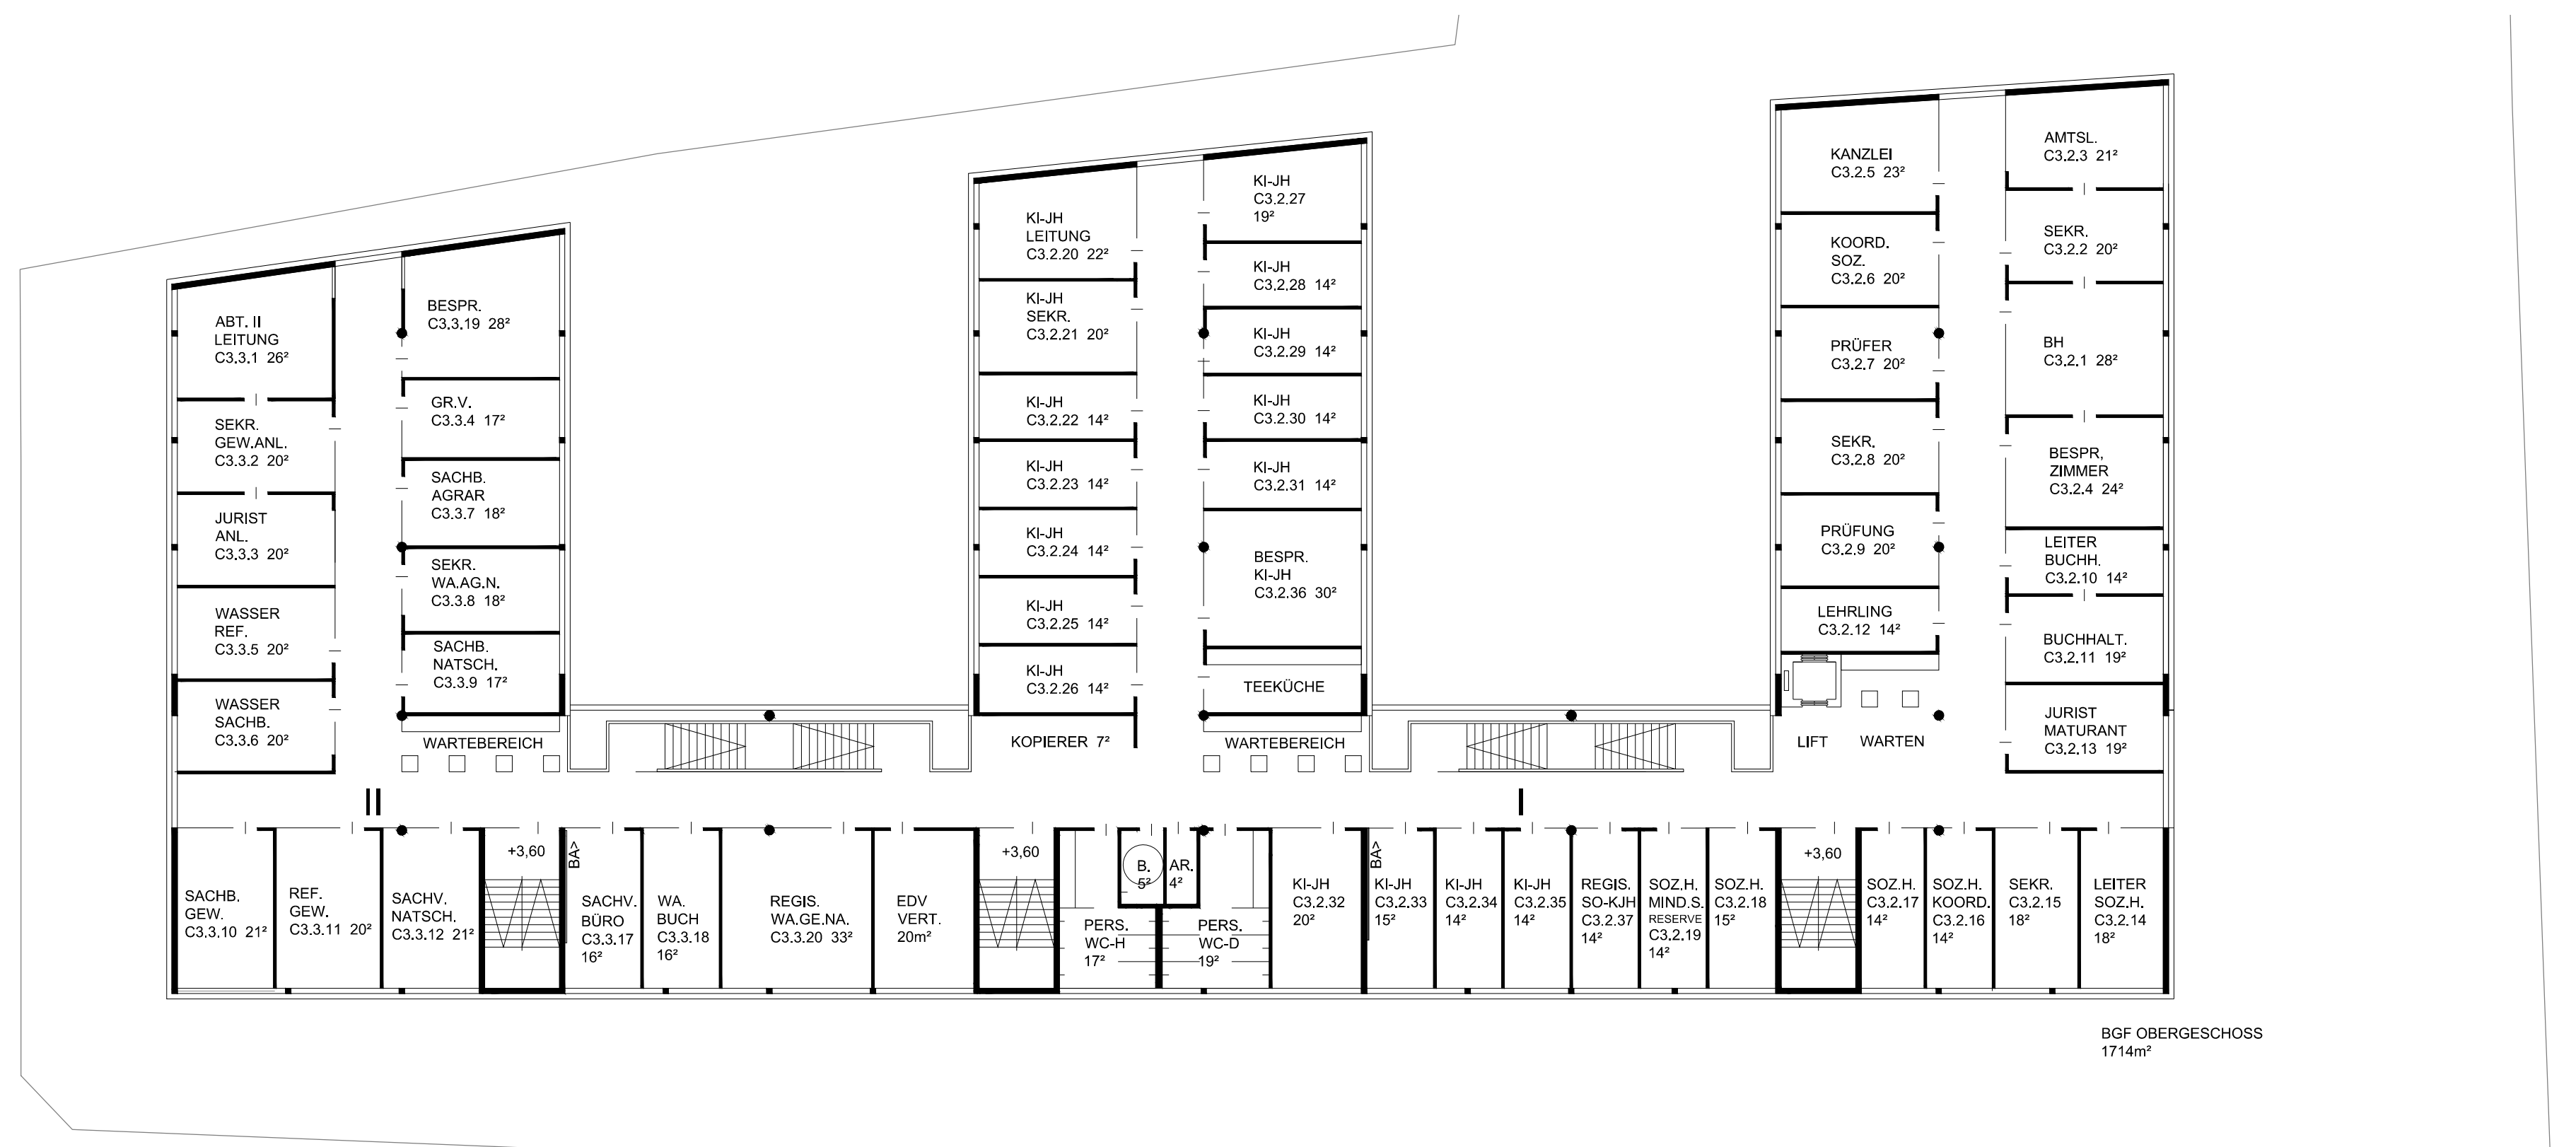 ABT. II
LEITUNG
C3.3.1 26²
SEKR.
GEW.ANL.
C3.3.2 20²
JURIST
ANL.
C3.3.3 20²
WASSER
REF.
C3.3.5 20²
WASSER
SACHB.
C3.3.6 20²
BESPR.
C3.3.19 28²
GR.V.
C3.3.4 17²
SACHB.
AGRAR
C3.3.7 18²
SEKR.
WA.AG.N.
C3.3.8 18²
SACHB.
NATSCH.
C3.3.9 17²
WARTEBEREICH
KI-JH
LEITUNG
C3.2.20 22²
KI-JH
SEKR.
C3.2.21 20²
KI-JH
C3.2.22 14²
KI-JH
C3.2.23 14²
KI-JH
C3.2.24 14²
KI-JH
C3.2.25 14²
KI-JH
C3.2.26 14²
KOPIERER 7²
KI-JH
C3.2.27
19²
KI-JH
C3.2.28 14²
KI-JH
C3.2.29 14²
KI-JH
C3.2.30 14²
KI-JH
C3.2.31 14²
BESPR.
KI-JH
C3.2.36 30²
TEEKÜCHE
WARTEBEREICH
KANZLEI
C3.2.5 23²
KOORD.
SOZ.
C3.2.6 20²
PRÜFER
C3.2.7 20²
SEKR.
C3.2.8 20²
PRÜFUNG
C3.2.9 20²
LEHRLING
C3.2.12 14²
LIFT
WARTEN
AMTSL.
C3.2.3 21²
SEKR.
C3.2.2 20²
BH
C3.2.1 28²
BESPR.
ZIMMER
C3.2.4 24²
LEITER
BUCHH.
C3.2.10 14²
BUCHHALT.
C3.2.11 19²
JURIST
MATURANT
C3.2.13 19²
II
I
SACHB.
GEW.
C3.3.10 21²
REF.
GEW.
C3.3.11 20²
SACHV.
NATSCH.
C3.3.12 21²
+3,60
BA>
SACHV.
BÜRO
C3.3.17
16²
WA.
BUCH
C3.3.18
16²
REGIS.
WA.GE.NA.
C3.3.20 33²
EDV
VERT.
20m²
+3,60
PERS.
WC-H
17²
B.
5²
AR.
4²
PERS.
WC-D
19²
KI-JH
C3.2.32
20²
BA>
KI-JH
C3.2.33
15²
KI-JH
C3.2.34
14²
KI-JH
C3.2.35
14²
REGIS.
SO-KJH
C3.2.37
14²
SOZ.H.
MIND.S.
RESERVE
C3.2.19
14²
SOZ.H.
C3.2.18
15²
+3,60
SOZ.H.
C3.2.17
14²
SOZ.H.
KOORD.
C3.2.16
14²
SEKR.
C3.2.15
18²
LEITER
SOZ.H.
C3.2.14
18²
BGF OBERGESCHOSS
1714m²